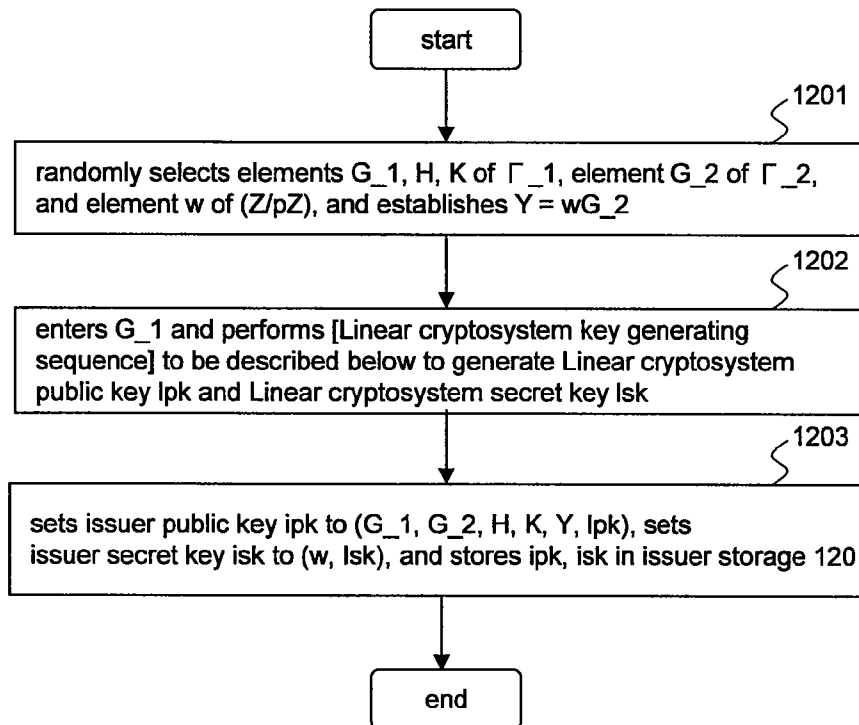 start
1201
randomly selects elements G_1, H, K of Γ_1, element G_2 of Γ_2,
and element w of (Z/pZ), and establishes Y = wG_2
1202
enters G_1 and performs [Linear cryptosystem key generating
sequence] to be described below to generate Linear cryptosystem
public key lpk and Linear cryptosystem secret key lsk
1203
sets issuer public key ipk to (G_1, G_2, H, K, Y, lpk), sets
issuer secret key isk to (w, lsk), and stores ipk, isk in issuer storage 120
end